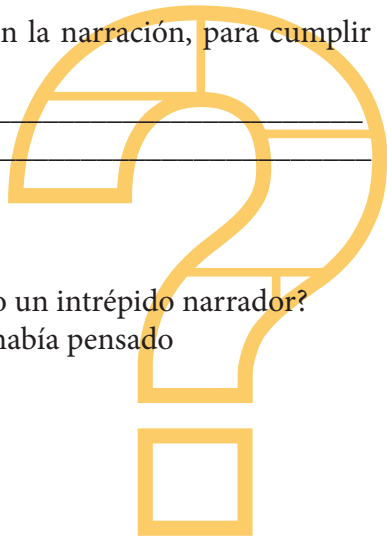 n la narración, para cumplir
o un intrépido narrador?
había pensado